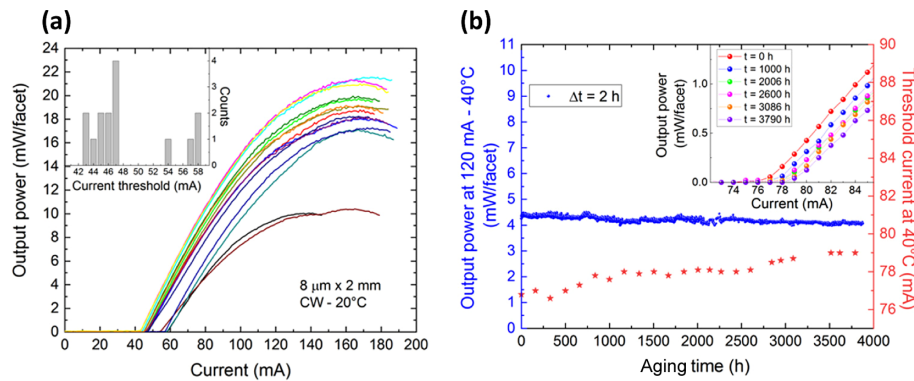 (a)
24
22
20
18
16
14
12
10
8
6
4
2
0
Output power (mW/facet)
0 20 40 60 80 100 120 140 160 180 200
Current (mA)
4
3
2
1
0
Counts
42 44 46 48 50 52 54 56 58
Current threshold (mA)
8 µm x 2 mm
CW - 20°C
(b)
11
10
9
8
7
6
5
4
3
2
1
0
Output power at 120 mA - 40°C
(mW/facet)
Δt = 2 h
1.0
0.5
0.0
Output power
(mW/facet)
t = 0 h
t = 1000 h
t = 2006 h
t = 2600 h
t = 3086 h
t = 3790 h
74 76 78 80 82 84
Current (mA)
90
88
86
84
82
80
78
76
Threshold current at 40°C (mA)
0 500 1000 1500 2000 2500 3000 3500 4000
Aging time (h)